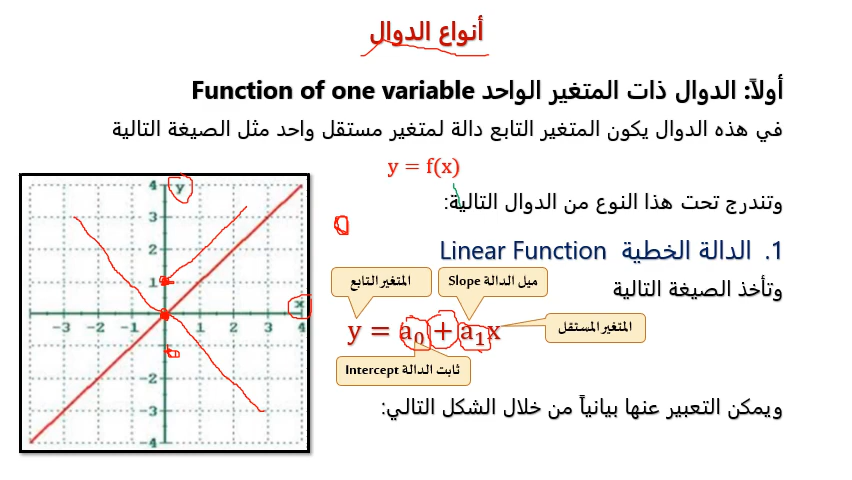 أنواع الدوال
أولاً: الدوال ذات المتغير الواحد Function of one variable
في هذه الدوال يكون المتغير التابع دالة لمتغير مستقل واحد مثل الصيغة التالية
y = f(x)
وتندرج تحت هذا النوع من الدوال التالية:
1. الدالة الخطية Linear Function
وتأخذ الصيغة التالية
ميل الدالة Slope
المتغير التابع
y = a₀ + a₁x
المتغير المستقل
ثابت الدالة Intercept
ويمكن التعبير عنها بيانياً من خلال الشكل التالي:
y
4
3
2
1
x
-3 -2 -1 1 2 3 4
-2
-3
-4